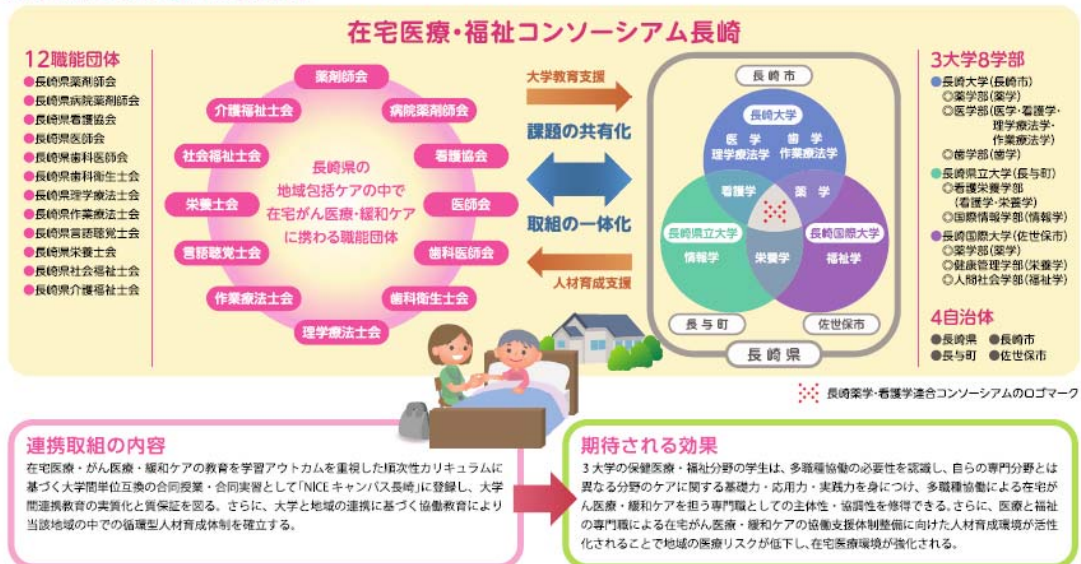 在宅医療・福祉コンソーシアム長崎
12職能団体
●長崎県薬剤師会
●長崎県病院薬剤師会
●長崎県看護協会
●長崎県医師会
●長崎県歯科医師会
●長崎県歯科衛生士会
●長崎県理学療法士会
●長崎県作業療法士会
●長崎県言語聴覚士会
●長崎県栄養士会
●長崎県社会福祉士会
●長崎県介護福祉士会
薬剤師会
介護福祉士会
病院薬剤師会
社会福祉士会
看護協会
栄養士会
医師会
言語聴覚士会
歯科医師会
作業療法士会
歯科衛生士会
理学療法士会
長崎県の
地域包括ケアの中で
在宅がん医療・緩和ケア
に携わる職能団体
大学教育支援
課題の共有化
取組の一体化
人材育成支援
長崎市
長崎大学
医学 歯学
理学療法学 作業療法学
看護学 薬学
長崎県立大学 長崎国際大学
情報学 栄養学 福祉学
長与町 佐世保市
長崎県
3大学8学部
●長崎大学(長崎市)
◎薬学部(薬学)
◎医学部(医学・看護学・
理学療法学・
作業療法学)
◎歯学部(歯学)
●長崎県立大学(長与町)
◎看護栄養学部
(看護学・栄養学)
◎国際情報学部(情報学)
●長崎国際大学(佐世保市)
◎薬学部(薬学)
◎健康管理学部(栄養学)
◎人間社会学部(福祉学)
4自治体
●長崎県 ●長崎市
●長与町 ●佐世保市
長崎薬学・看護学連合コンソーシアムのロゴマーク
連携取組の内容
在宅医療・がん医療・緩和ケアの教育を学習アウトカムを重視した順次性カリキュラムに
基づく大学間単位互換の合同授業・合同実習として「NICEキャンパス長崎」に登録し、大学
間連携教育の実質化と質保証を図る。さらに、大学と地域の連携に基づく協働教育により
当該地域の中での循環型人材育成体制を確立する。
期待される効果
3大学の保健医療・福祉分野の学生は、多職種協働の必要性を認識し、自らの専門分野とは
異なる分野のケアに関する基礎力・応用力・実践力を身につけ、多職種協働による在宅が
ん医療・緩和ケアを担う専門職としての主体性・協調性を修得できる。さらに、医療と福祉
の専門職による在宅がん医療・緩和ケアの協働支援体制整備に向けた人材育成環境が活性
化されることで地域の医療リスクが低下し、在宅医療環境が強化される。